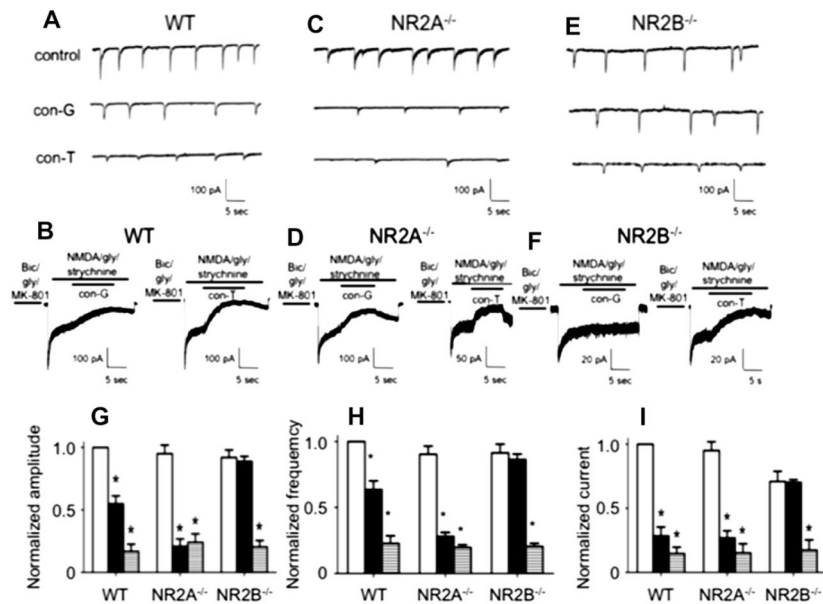 A WT C NR2A-/- E NR2B-/-
control
con-G
con-T
100 pA 5 sec 100 pA 5 sec 100 pA 5 sec
B WT D NR2A-/- F NR2B-/-
Bic/ gly/ MK-801 NMDA/gly/ strychnine con-G
100 pA 5 sec
Bic/ gly/ MK-801 NMDA/gly/ strychnine con-T
100 pA 5 sec
Bic/ gly/ MK-801 NMDA/gly/ strychnine con-G
100 pA 5 sec
Bic/ gly/ MK-801 NMDA/gly/ strychnine con-T
50 pA 5 sec
Bic/ gly/ MK-801 NMDA/gly/ strychnine con-G
20 pA 5 sec
Bic/ gly/ MK-801 NMDA/gly/ strychnine con-T
20 pA 5 s
G
Normalized amplitude
1.0
0.5
0
* * * * *
WT NR2A-/- NR2B-/-
H
Normalized frequemcy
1.0
0.5
0
* * * * *
WT NR2A-/- NR2B-/-
I
Normalized current
1.0
0.5
0
* * * * *
WT NR2A-/- NR2B-/-